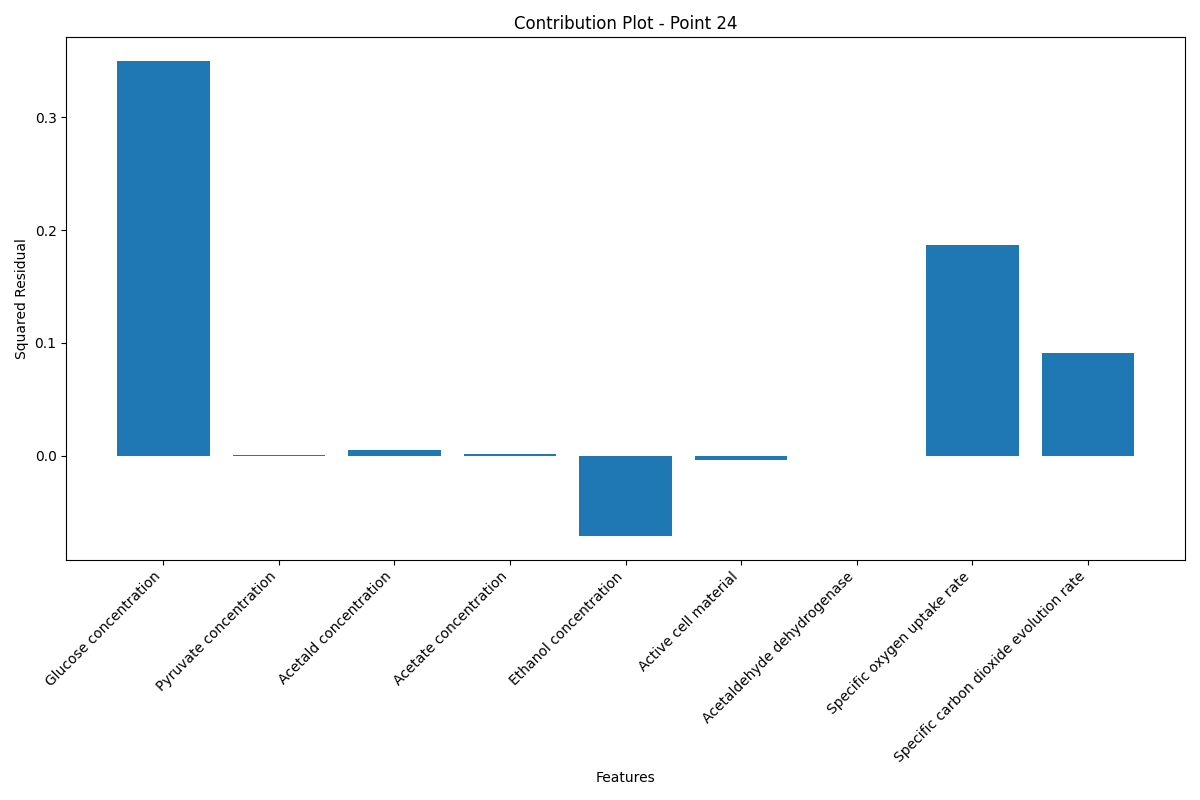 Contribution Plot - Point 24
Squared Residual
0.3
0.2
0.1
0.0
Glucose concentration
Pyruvate concentration
Acetald concentration
Acetate concentration
Ethanol concentration
Active cell material
Acetaldehyde dehydrogenase
Specific oxygen uptake rate
Specific carbon dioxide evolution rate
Features